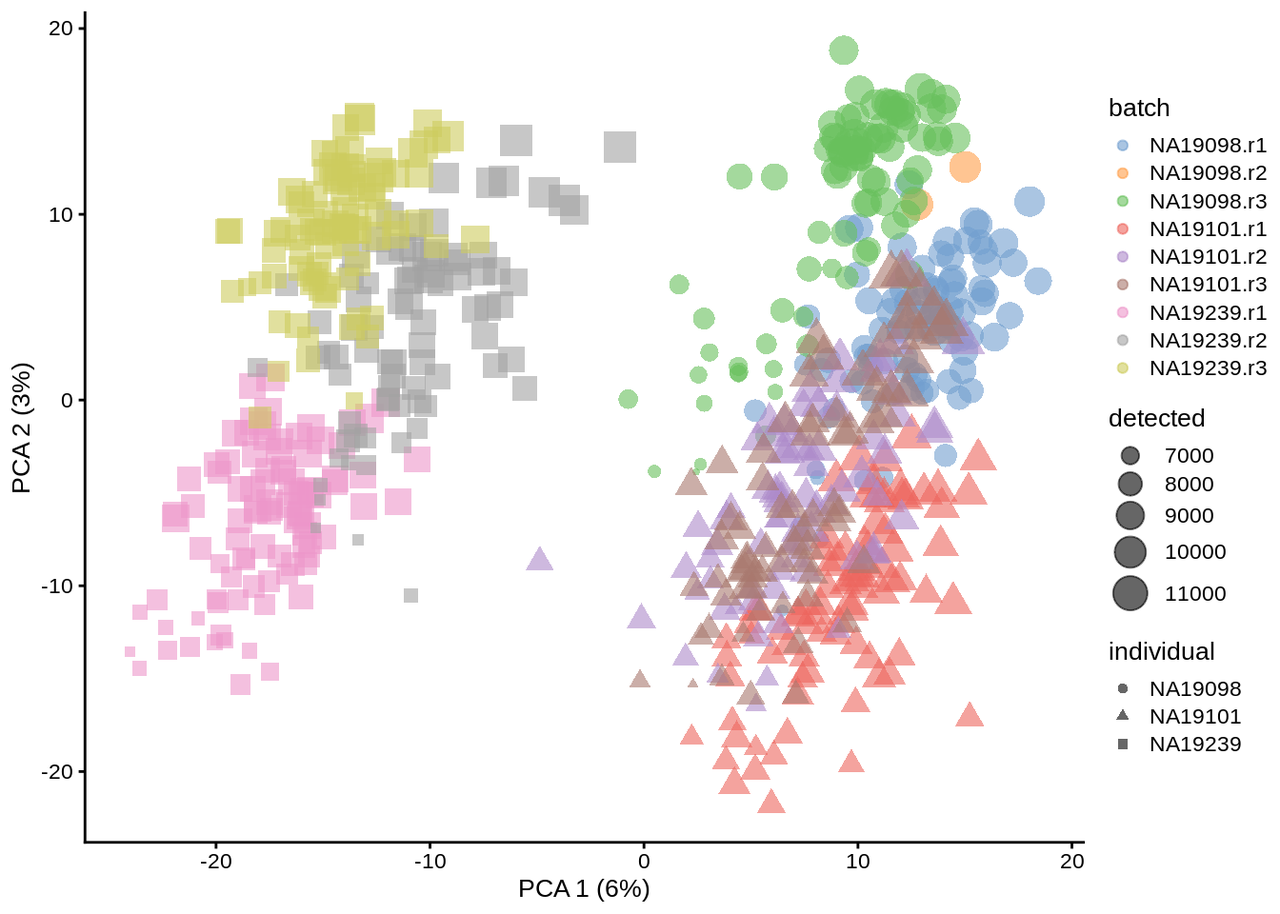 20
10
0
-10
-20
PCA 2 (3%)
-20
-10
0
10
20
PCA 1 (6%)
batch
NA19098.r1
NA19098.r2
NA19098.r3
NA19101.r1
NA19101.r2
NA19101.r3
NA19239.r1
NA19239.r2
NA19239.r3
detected
7000
8000
9000
10000
11000
individual
NA19098
NA19101
NA19239